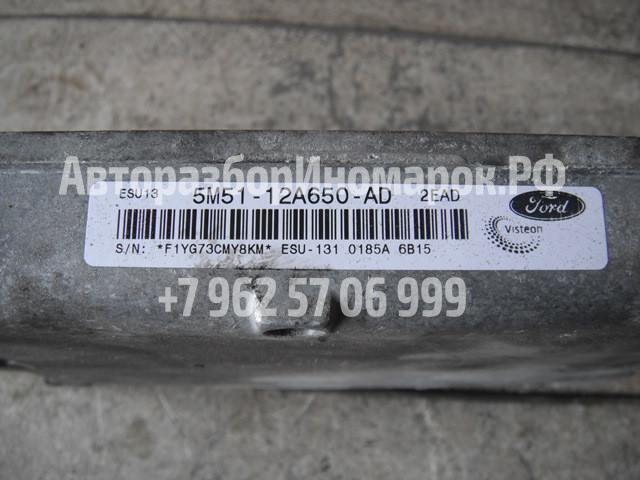 АвторазборИномарок.РФ
ESU13 5M51-12A650-AD 2EAD
Ford
Visteon
S/N: *F1YG73CMY8KM* ESU-131 0185A 6B15
+7 962 57 06 999